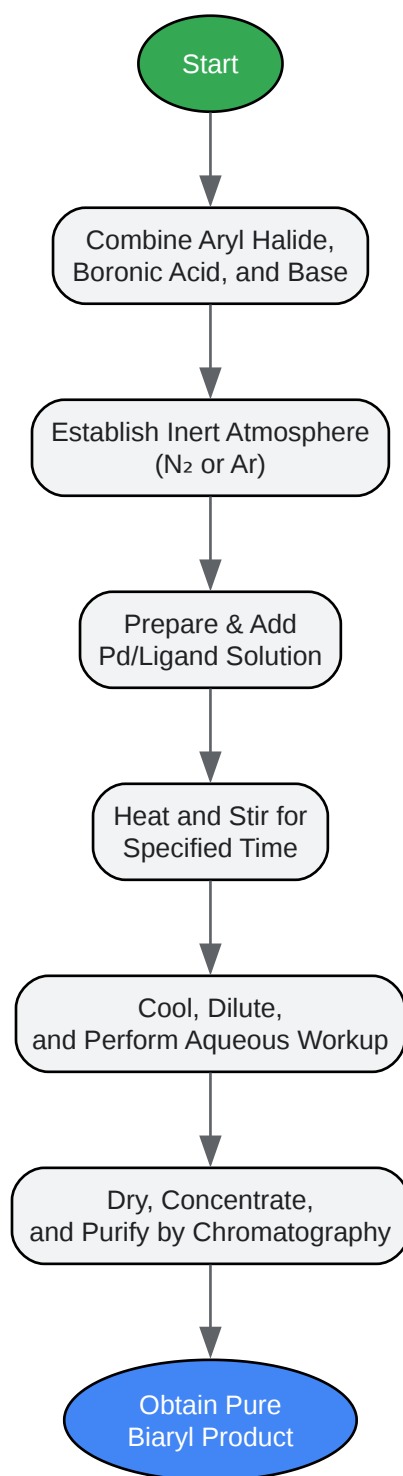 Start
Combine Aryl Halide,
Boronic Acid, and Base
Establish Inert Atmosphere
(N₂ or Ar)
Prepare & Add
Pd/Ligand Solution
Heat and Stir for
Specified Time
Cool, Dilute,
and Perform Aqueous Workup
Dry, Concentrate,
and Purify by Chromatography
Obtain Pure
Biaryl Product